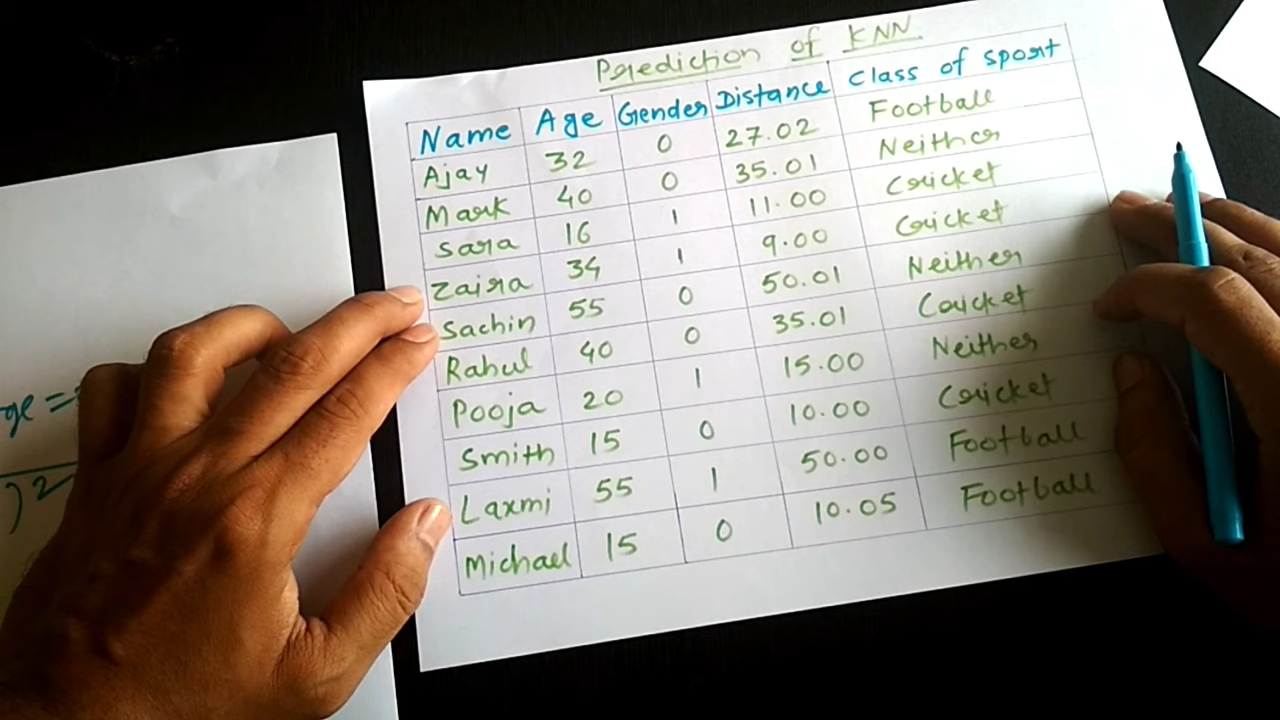 Prediction of KNN
Name Age Gender Distance Class of sport
Ajay 32 0 27.02 Football
Mark 40 0 35.01 Neither
Sara 16 1 11.00 Cricket
Zaira 34 1 9.00 Cricket
Sachin 55 0 50.01 Neither
Rahul 40 0 35.01 Cricket
Pooja 20 1 15.00 Neither
Smith 15 0 10.00 Cricket
Laxmi 55 1 50.00 Football
Michael 15 0 10.05 Football
ge =
)2